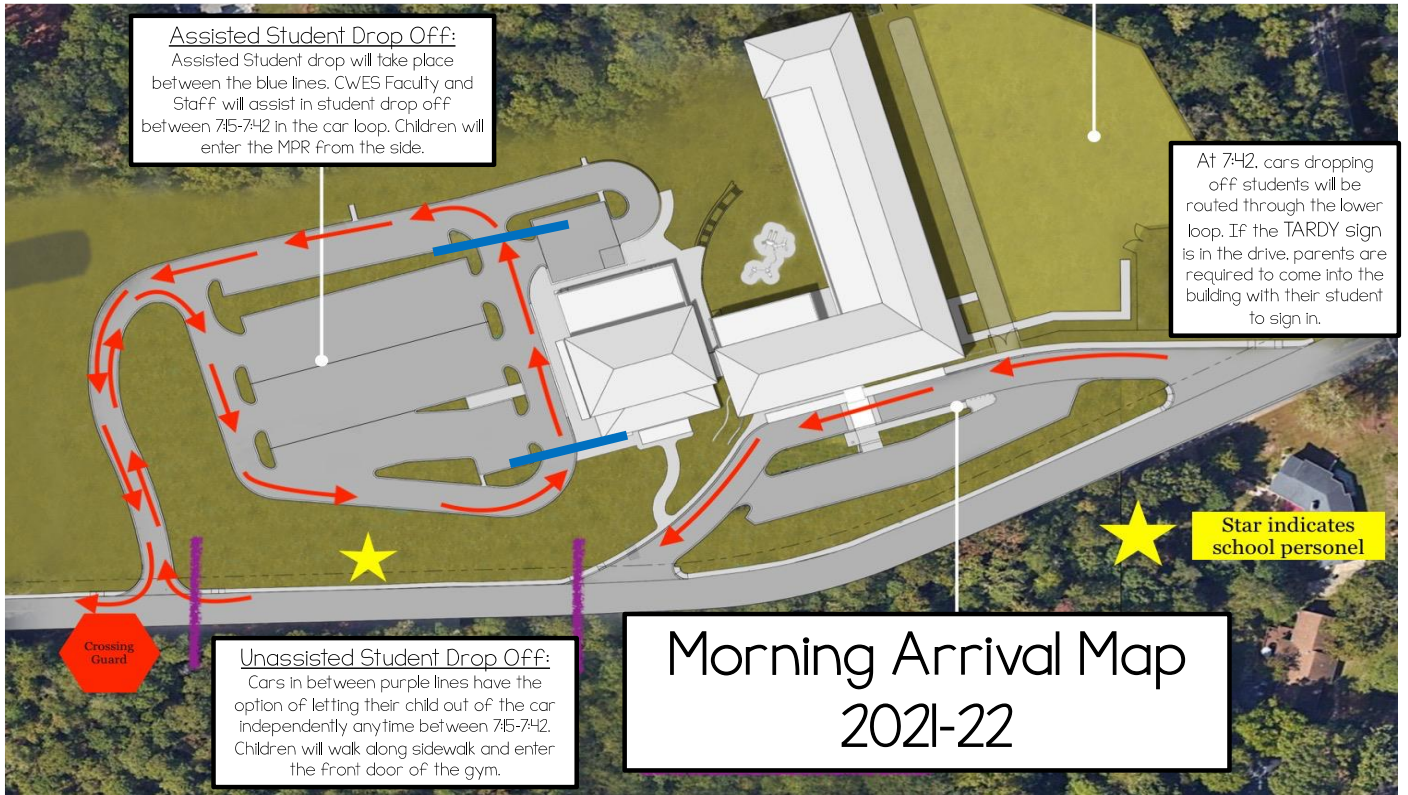 Assisted Student Drop Off:
Assisted Student drop will take place
between the blue lines. CWES Faculty and
Staff will assist in student drop off
between 7:15-7:42 in the car loop. Children will
enter the MPR from the side.
At 7:42, cars dropping
off students will be
routed through the lower
loop. If the TARDY sign
is in the drive. parents are
required to come into the
building with their student
to sign in.
Star indicates
school personel
Crossing
Guard
Unassisted Student Drop Off:
Cars in between purple lines have the
option of letting their child out of the car
independently anytime between 7:15-7:42.
Children will walk along sidewalk and enter
the front door of the gym.
Morning Arrival Map
2021-22